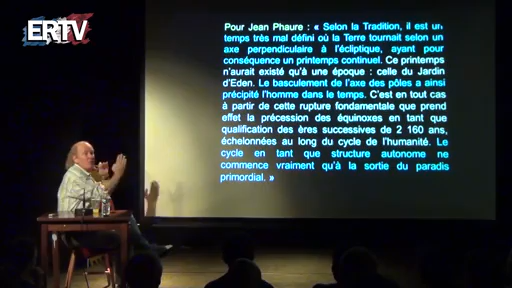 ERTV
Pour Jean Phaure : « Selon la Tradition, il est un
temps très mal défini où la Terre tournait selon un
axe perpendiculaire à l'écliptique, ayant pour
conséquence un printemps continuel. Ce printemps
n'aurait existé qu'à une époque : celle du Jardin
d'Eden. Le basculement de l'axe des pôles a ainsi
précipité l'homme dans le temps. C'est en tout cas
à partir de cette rupture fondamentale que prend
effet la précession des équinoxes en tant que
qualification des ères successives de 2 160 ans,
échelonnées au long du cycle de l'humanité. Le
cycle en tant que structure autonome ne
commence vraiment qu'à la sortie du paradis
primordial. »